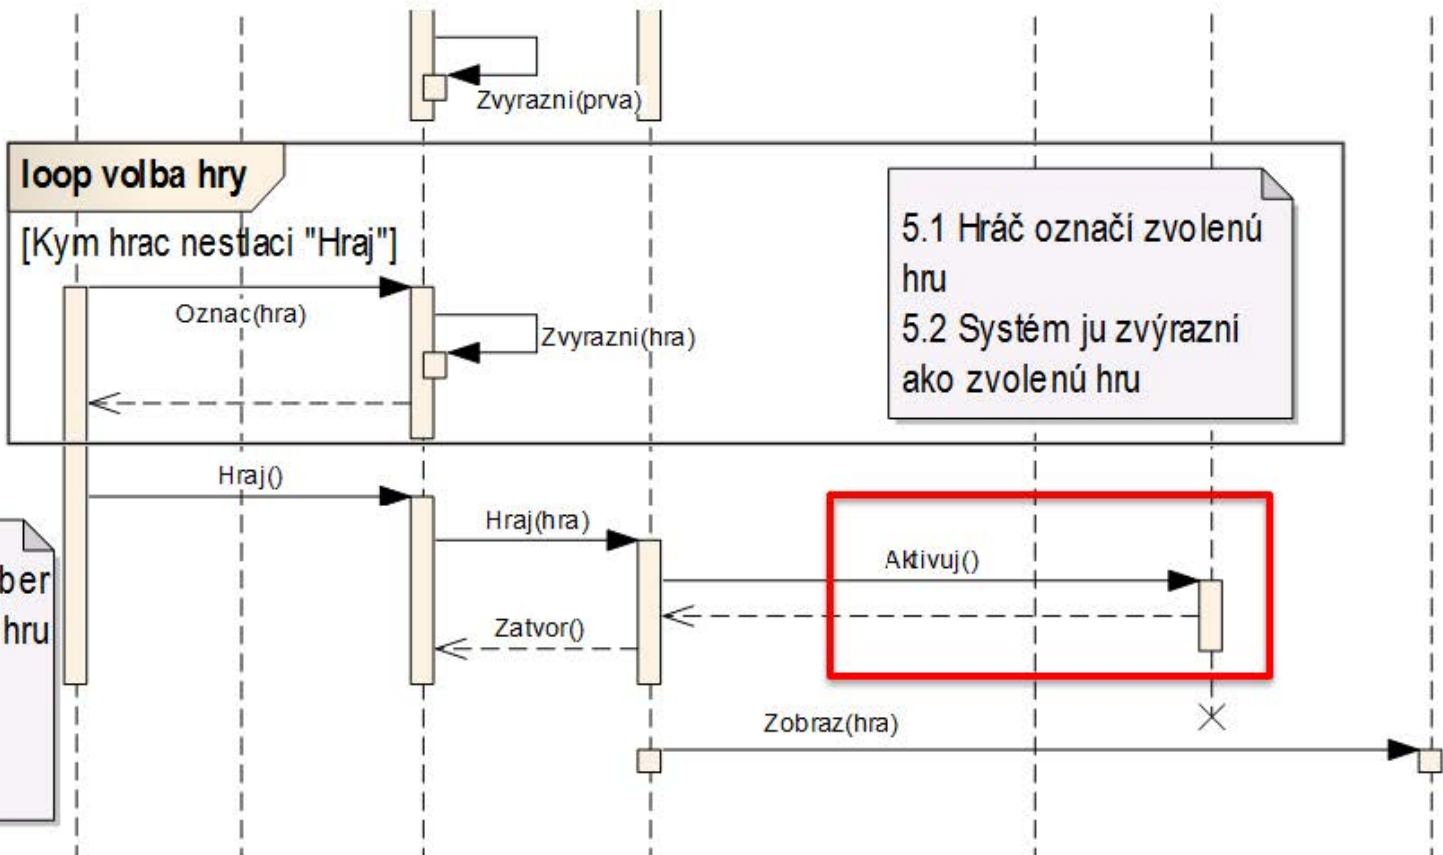 Zvyrazni(prva)
loop volba hry
[Kym hrac nestlaci "Hraj"]
Oznac(hra)
Zvyrazni(hra)
5.1 Hráč označí zvolenú
hru
5.2 Systém ju zvýrazní
ako zvolenú hru
Hraj()
Hraj(hra)
Aktivuj()
ber
hru
Zatvor()
Zobraz(hra)